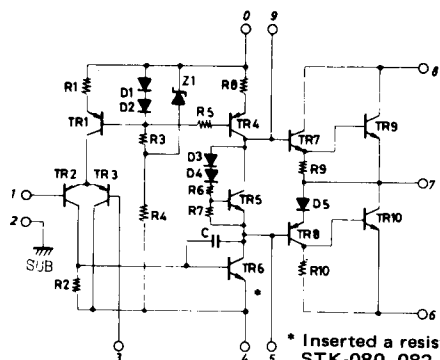 0 9
R1 D1 Z1 R8 8
D2
TR1 R5 TR4 TR7 TR9
R3
D3 R9
D4
TR2 TR3 R6 TR5 7
1 R7 D5
2 R4 TR10
C TR8
SUB
R2 TR6 R10
*
6
3 4 5 * Inserted a resis
STK-080, 082